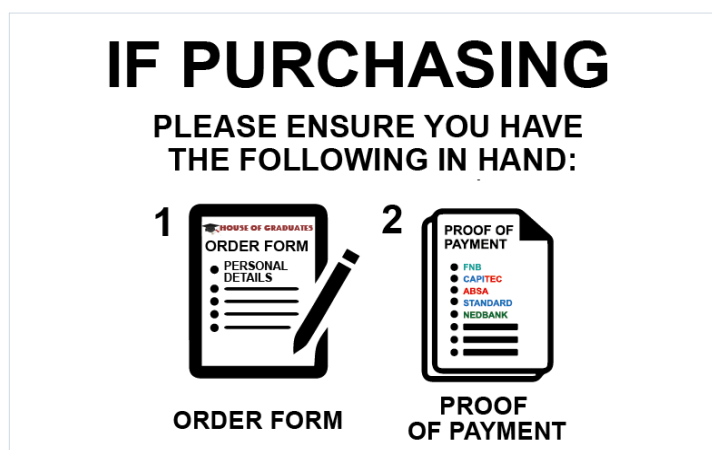 IF PURCHASING
PLEASE ENSURE YOU HAVE
THE FOLLOWING IN HAND:
1
HOUSE OF GRADUATES
ORDER FORM
PERSONAL
DETAILS
ORDER FORM
2
PROOF OF
PAYMENT
FNB
CAPITEC
ABSA
STANDARD
NEDBANK
PROOF
OF PAYMENT